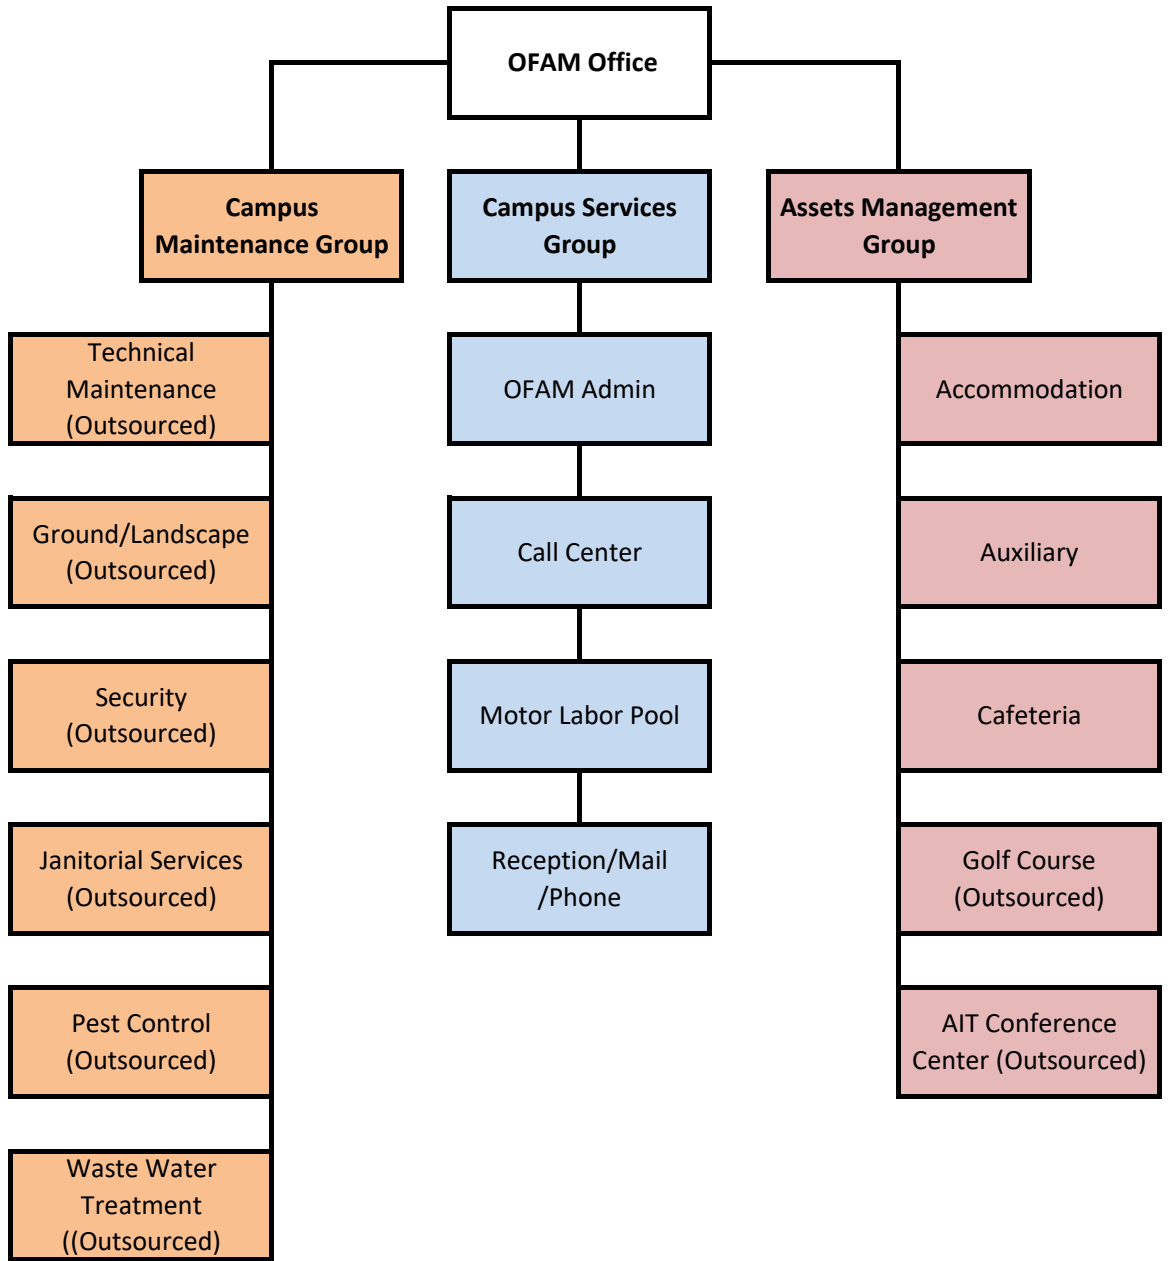 OFAM Office
Campus
Maintenance Group
Campus Services
Group
Assets Management
Group
Technical
Maintenance
(Outsourced)
OFAM Admin
Accommodation
Ground/Landscape
(Outsourced)
Call Center
Auxiliary
Security
(Outsourced)
Motor Labor Pool
Cafeteria
Janitorial Services
(Outsourced)
Reception/Mail
/Phone
Golf Course
(Outsourced)
Pest Control
(Outsourced)
AIT Conference
Center (Outsourced)
Waste Water
Treatment
((Outsourced)